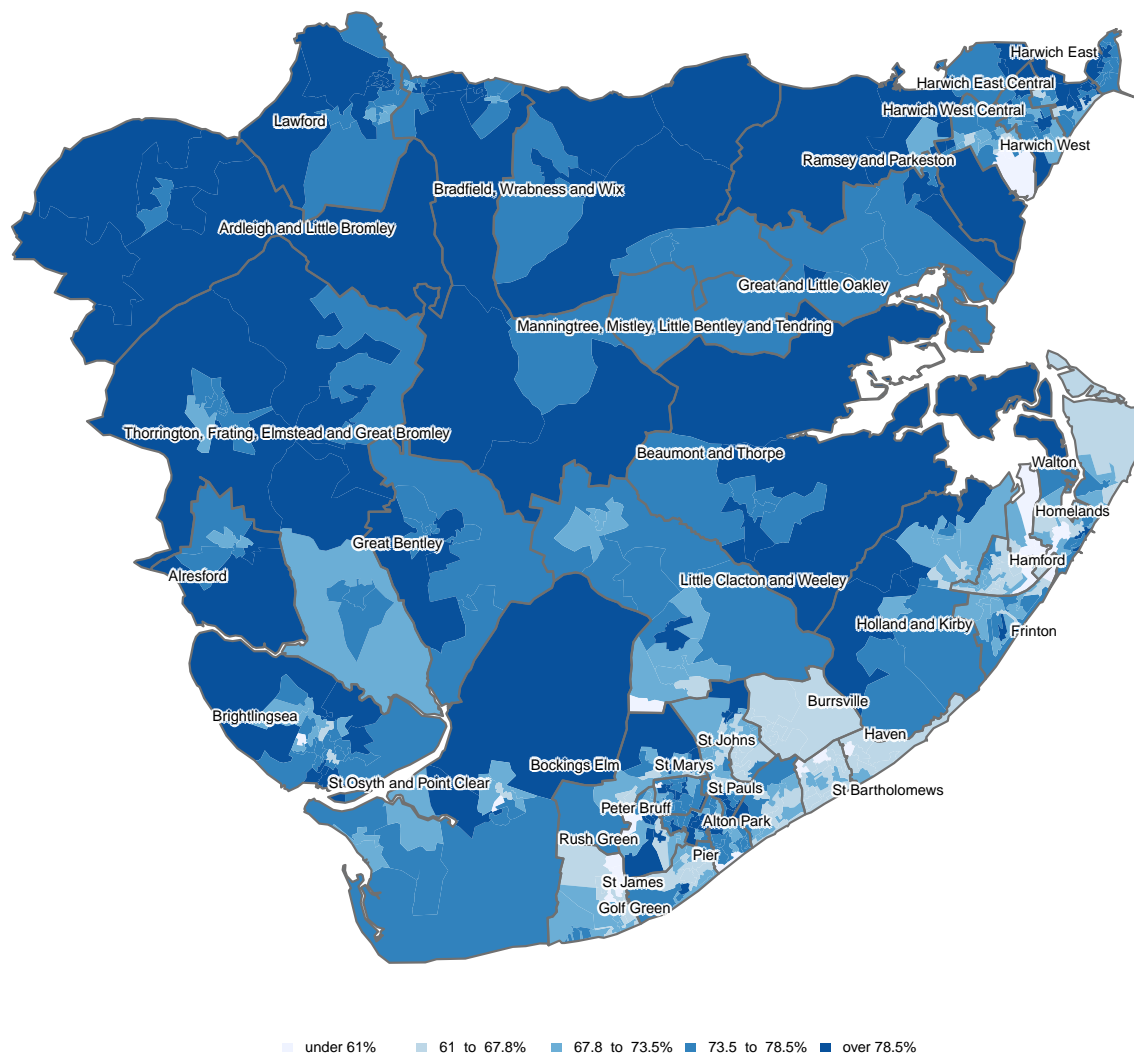 Harwich East
Harwich East Central
Harwich West Central
Lawford
Harwich West
Ramsey and Parkeston
Bradfield, Wrabness and Wix
Ardleigh and Little Bromley
Great and Little Oakley
Manningtree, Mistley, Little Bentley and Tendring
Thorrington, Frating, Elmstead and Great Bromley
Beaumont and Thorpe
Walton
Homelands
Great Bentley
Hamford
Alresford
Little Clacton and Weeley
Holland and Kirby
Frinton
Burrsville
Brightlingsea
Haven
St Johns
Bockings Elm
St Marys
St Osyth and Point Clear
St Pauls
St Bartholomews
Peter Bruff
Alton Park
Rush Green
Pier
St James
Golf Green
under 61% 61 to 67.8% 67.8 to 73.5% 73.5 to 78.5% over 78.5%